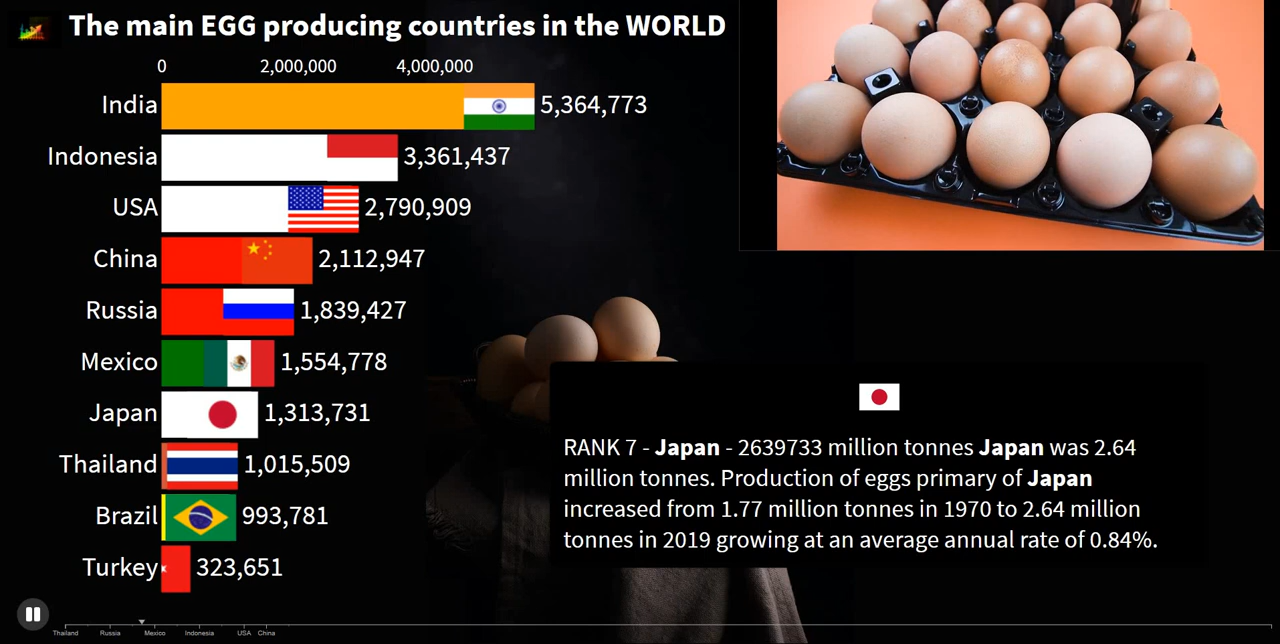 The main EGG producing countries in the WORLD
0 2,000,000 4,000,000
India 5,364,773
Indonesia 3,361,437
USA 2,790,909
China 2,112,947
Russia 1,839,427
Mexico 1,554,778
Japan 1,313,731
Thailand 1,015,509
Brazil 993,781
Turkey 323,651
RANK 7 - Japan - 2639733 million tonnes Japan was 2.64
million tonnes. Production of eggs primary of Japan
increased from 1.77 million tonnes in 1970 to 2.64 million
tonnes in 2019 growing at an average annual rate of 0.84%.
Thailand Russia Mexico Indonesia USA China